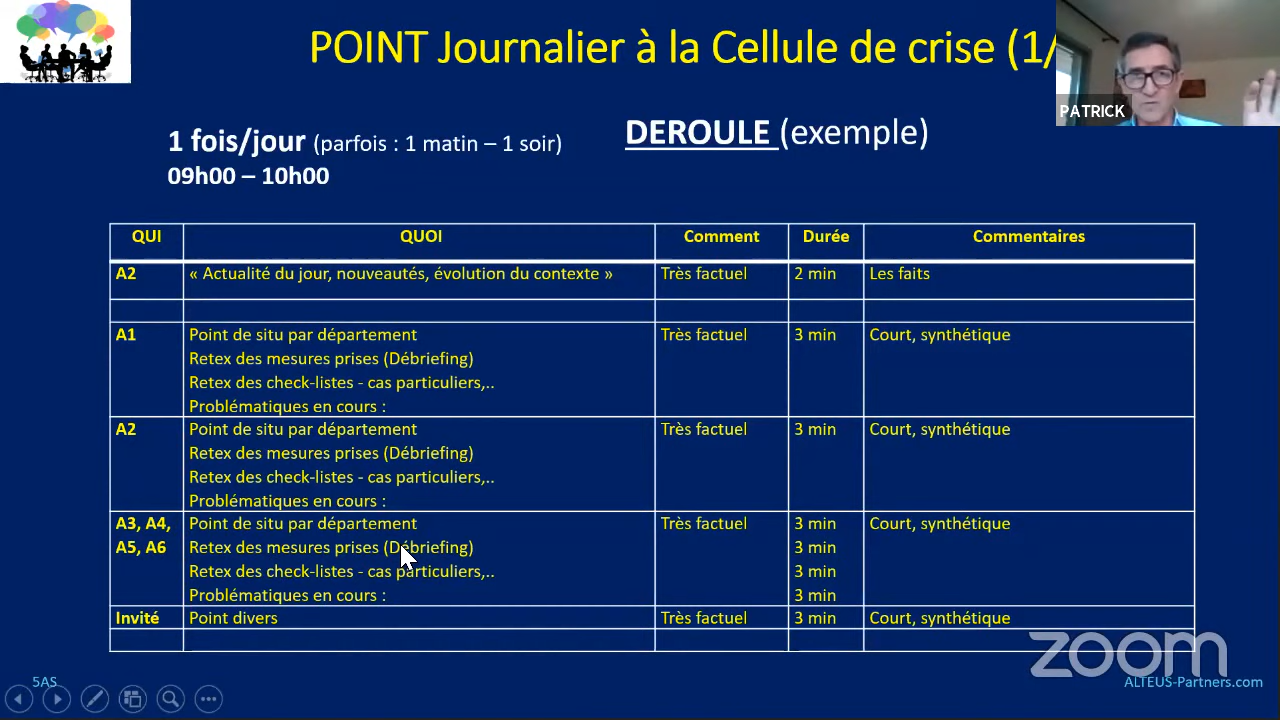 POINT Journalier à la Cellule de crise (1/
PATRICK
1 fois/jour (parfois : 1 matin – 1 soir)
09h00 – 10h00
DEROULE (exemple)
QUI QUOI Comment Durée Commentaires
A2 « Actualité du jour, nouveautés, évolution du contexte » Très factuel 2 min Les faits
A1 Point de situ par département Très factuel 3 min Court, synthétique
Retex des mesures prises (Débriefing)
Retex des check-listes - cas particuliers,..
Problématiques en cours :
A2 Point de situ par département Très factuel 3 min Court, synthétique
Retex des mesures prises (Débriefing)
Retex des check-listes - cas particuliers,..
Problématiques en cours :
A3, A4, Point de situ par département Très factuel 3 min Court, synthétique
A5, A6 Retex des mesures prises (Débriefing) 3 min
Retex des check-listes - cas particuliers,.. 3 min
Problématiques en cours : 3 min
Invité Point divers Très factuel 3 min Court, synthétique
zoom
5AS
ALTEUS-Partners.com